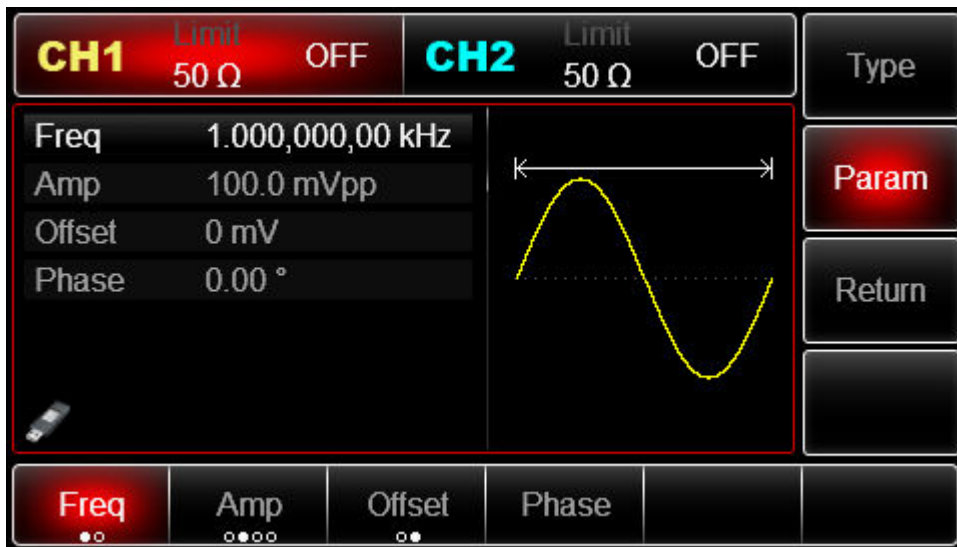 CH1 Limit 50 Ω OFF
CH2 Limit 50 Ω OFF
Type
Freq 1.000,000,00 kHz
Amp 100.0 mVpp
Offset 0 mV
Phase 0.00 °
Param
Return
Freq Amp Offset Phase